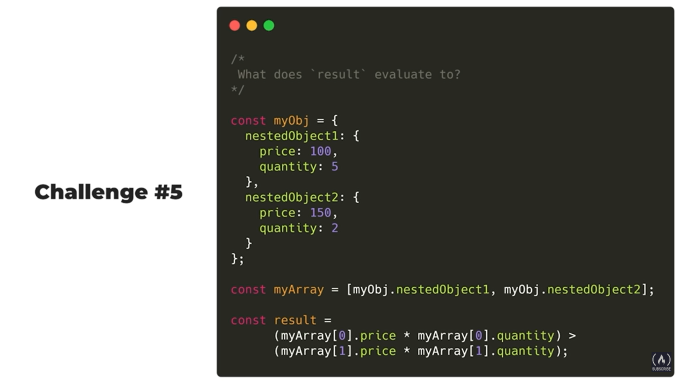 Challenge #5
/*
 What does `result` evaluate to?
*/
const myObj = {
  nestedObject1: {
    price: 100,
    quantity: 5
  },
  nestedObject2: {
    price: 150,
    quantity: 2
  }
};
const myArray = [myObj.nestedObject1, myObj.nestedObject2];
const result =
      (myArray[0].price * myArray[0].quantity) >
      (myArray[1].price * myArray[1].quantity);
SUBSCRIBE